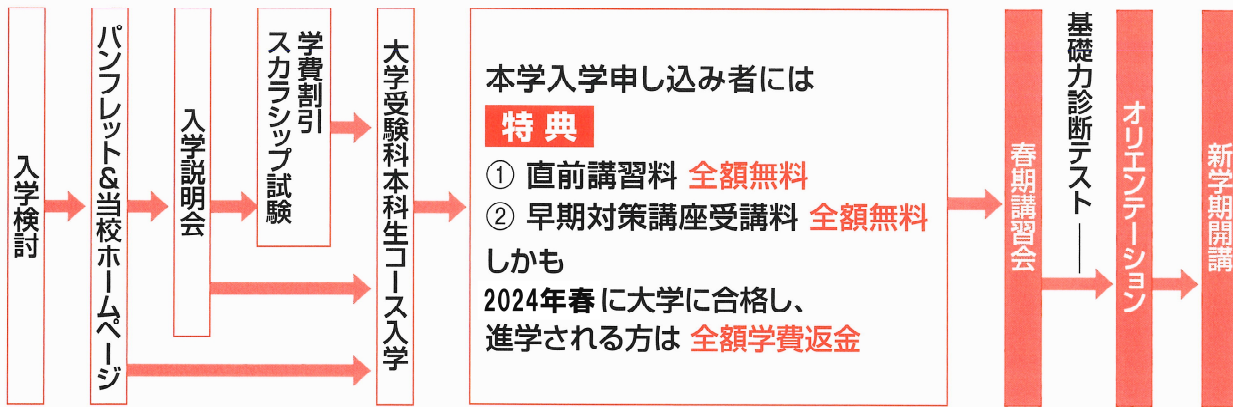 入学検討
パンフレット&当校ホームページ
入学説明会
学費割引
スカラシップ試験
大学受験科本科生コース入学
本学入学申し込み者には
特典
① 直前講習料 全額無料
② 早期対策講座受講料 全額無料
しかも
2024年春に大学に合格し、
進学される方は 全額学費返金
春期講習会
基礎力診断テスト
オリエンテーション
新学期開講